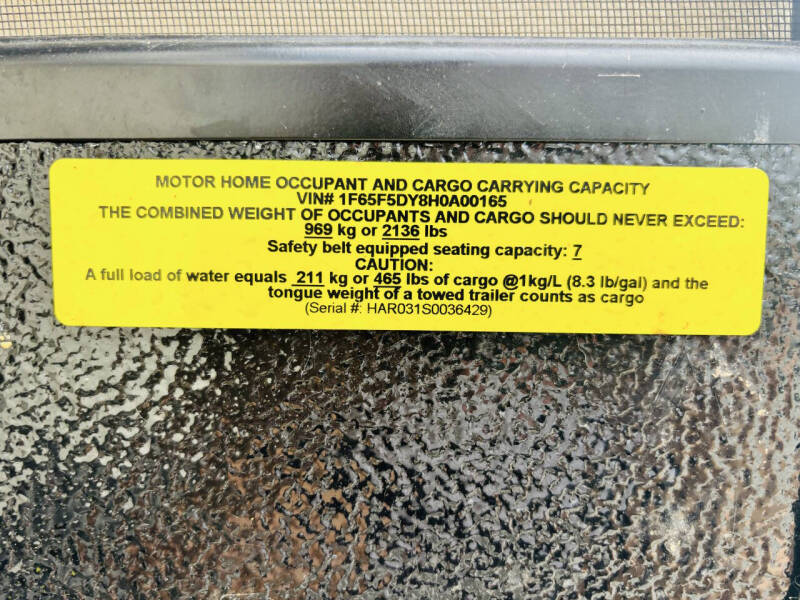 MOTOR HOME OCCUPANT AND CARGO CARRYING CAPACITY
VIN# 1F65F5DY8H0A00165
THE COMBINED WEIGHT OF OCCUPANTS AND CARGO SHOULD NEVER EXCEED:
969 kg or 2136 lbs
Safety belt equipped seating capacity: 7
CAUTION:
A full load of water equals 211 kg or 465 lbs of cargo @1kg/L (8.3 lb/gal) and the
tongue weight of a towed trailer counts as cargo
(Serial #: HAR031S0036429)